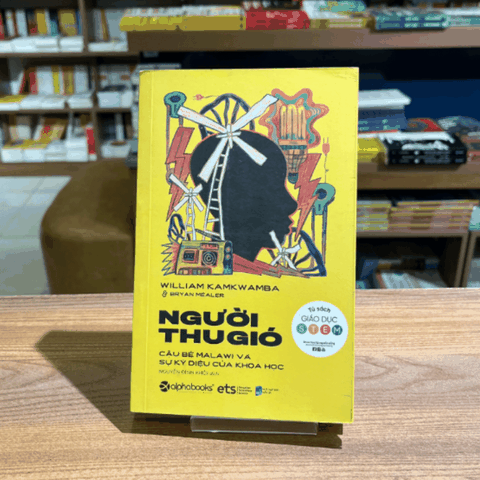 WILLIAM KAMKWAMBA
& BRYAN MEALER
NGƯỜI
THU GIÓ
CẬU BÉ MALAWI VÀ
SỰ KỲ DIỆU CỦA KHOA HỌC
Tủ sách
GIÁO DỤC
STEM
alphabooks
ets